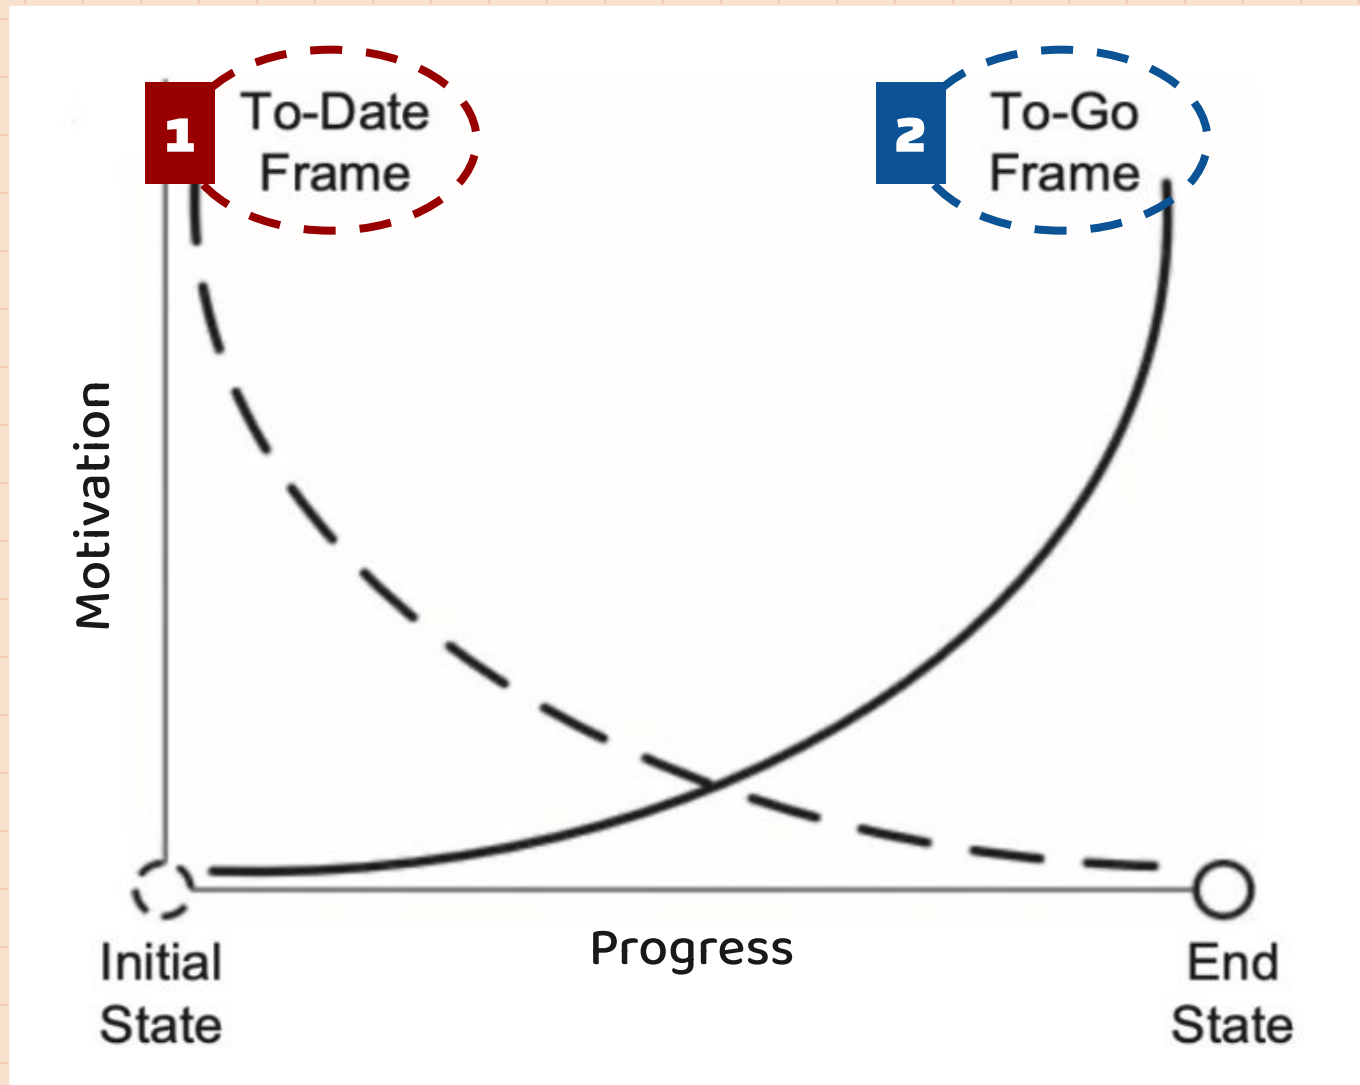 1
To-Date
Frame
2
To-Go
Frame
Motivation
Progress
Initial
State
End
State